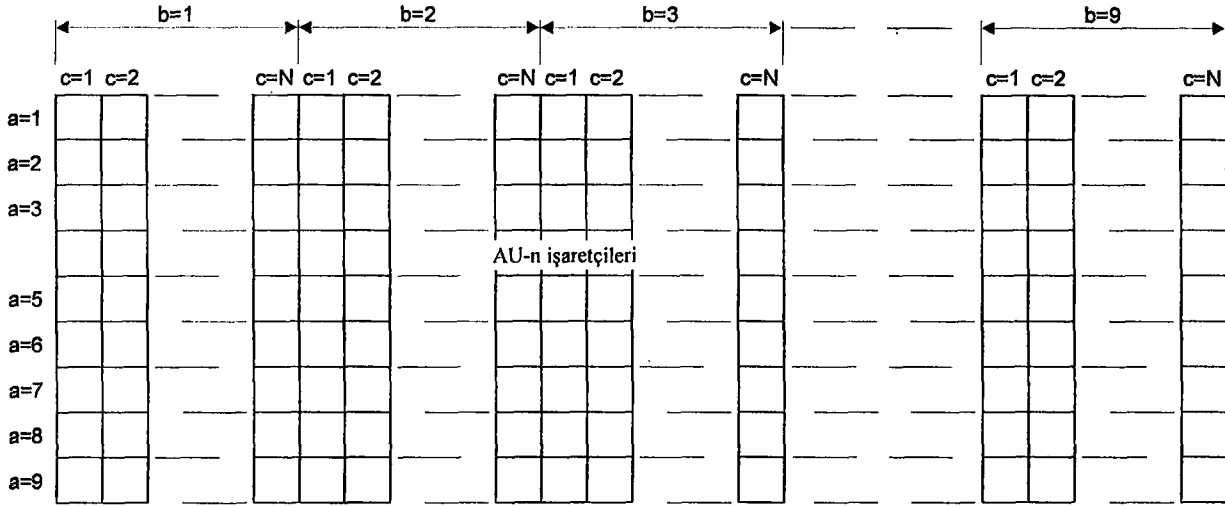 b=1 b=2 b=3 b=9
c=1 c=2 c=N c=1 c=2 c=N c=1 c=2 c=N c=1 c=2 c=N
a=1
a=2
a=3
AU-n işaretçileri
a=5
a=6
a=7
a=8
a=9